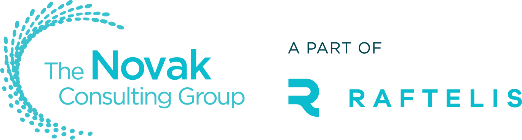 The Novak
Consulting Group
A PART OF
RAFTELIS